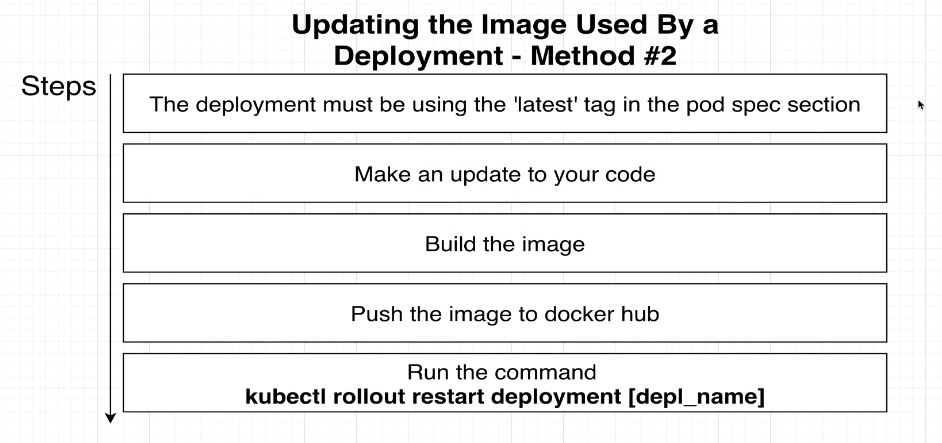 Updating the Image Used By a
Deployment - Method #2
Steps
The deployment must be using the 'latest' tag in the pod spec section
Make an update to your code
Build the image
Push the image to docker hub
Run the command
kubectl rollout restart deployment [depl_name]